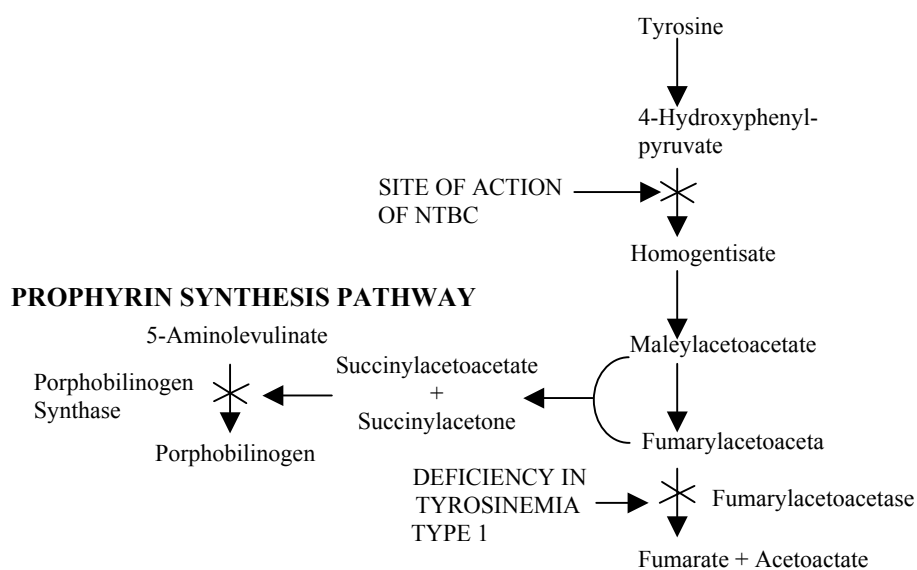 Tyrosine
4-Hydroxyphenyl-
pyruvate
SITE OF ACTION
OF NTBC
Homogentisate
PROPHYRIN SYNTHESIS PATHWAY
5-Aminolevulinate
Maleylacetoacetate
Porphobilinogen
Synthase
Succinylacetoacetate
+
Succinylacetone
Porphobilinogen
Fumarylacetoaceta
DEFICIENCY IN
TYROSINEMIA
TYPE 1
Fumarylacetoacetase
Fumarate + Acetoactate